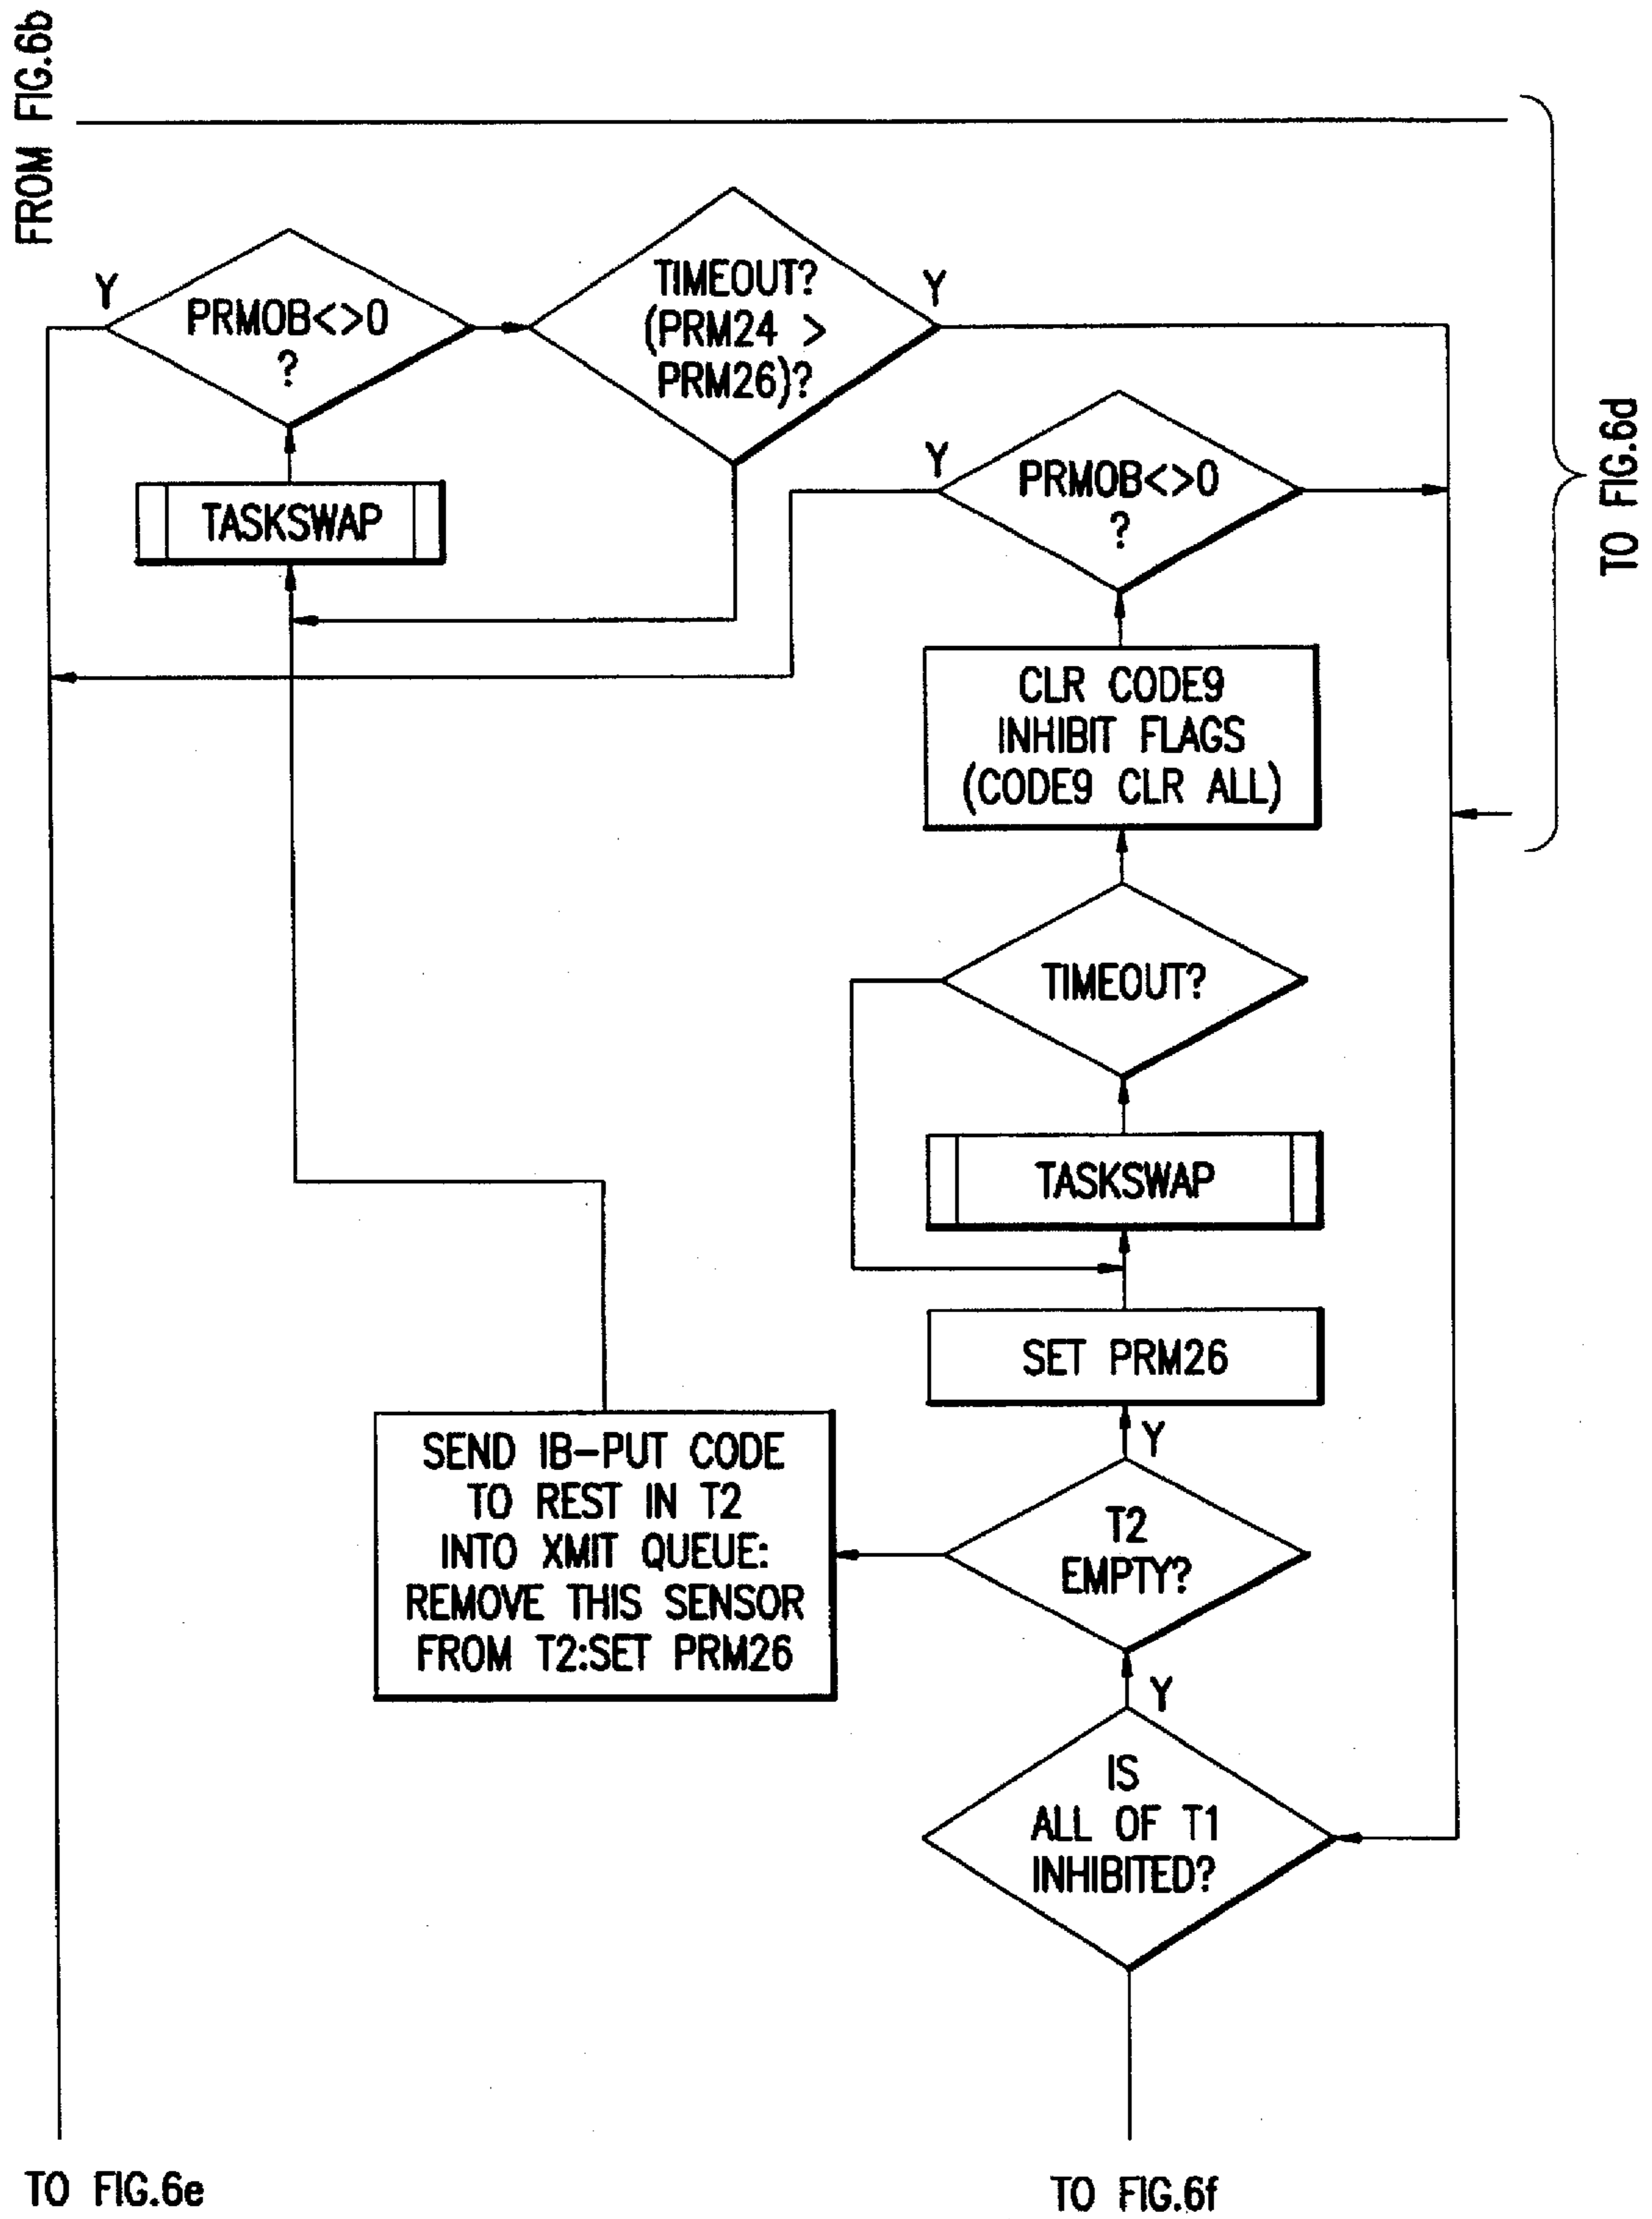 FROM FIG.6b
Y
PRMOB<>0
?
TIMEOUT?
(PRM24 >
PRM26)?
Y
TASKSWAP
Y
PRMOB<>0
?
TO FIG.6d
CLR CODE9
INHIBIT FLAGS
(CODE9 CLR ALL)
TIMEOUT?
TASKSWAP
SET PRM26
Y
SEND IB-PUT CODE
TO REST IN T2
INTO XMIT QUEUE:
REMOVE THIS SENSOR
FROM T2:SET PRM26
T2
EMPTY?
Y
IS
ALL OF T1
INHIBITED?
TO FIG.6e
TO FIG.6f